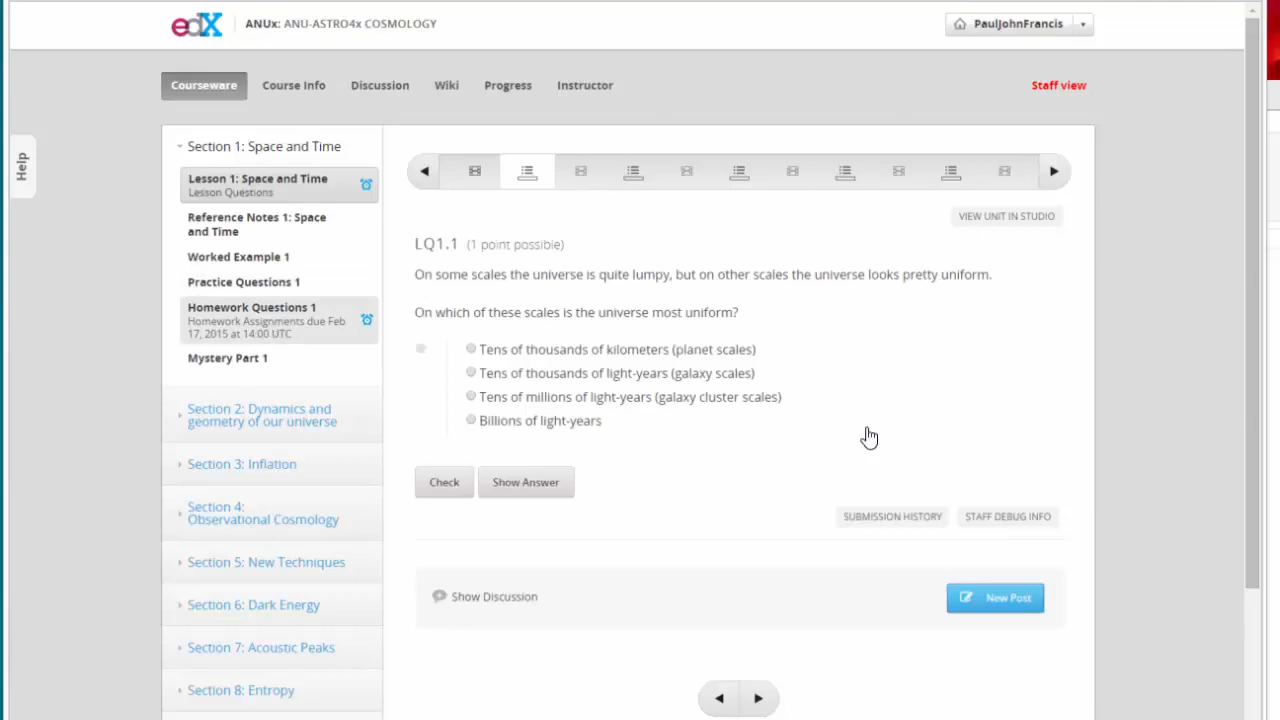 edX
ANUx: ANU-ASTRO4x COSMOLOGY
PaulJohnFrancis
Courseware
Course Info
Discussion
Wiki
Progress
Instructor
Staff view
Help
Section 1: Space and Time
Lesson 1: Space and Time
Lesson Questions
Reference Notes 1: Space
and Time
Worked Example 1
Practice Questions 1
Homework Questions 1
Homework Assignments due Feb
17, 2015 at 14:00 UTC
Mystery Part 1
Section 2: Dynamics and
geometry of our universe
Section 3: Inflation
Section 4:
Observational Cosmology
Section 5: New Techniques
Section 6: Dark Energy
Section 7: Acoustic Peaks
Section 8: Entropy
VIEW UNIT IN STUDIO
LQ1.1 (1 point possible)
On some scales the universe is quite lumpy, but on other scales the universe looks pretty uniform.
On which of these scales is the universe most uniform?
Tens of thousands of kilometers (planet scales)
Tens of thousands of light-years (galaxy scales)
Tens of millions of light-years (galaxy cluster scales)
Billions of light-years
Check
Show Answer
SUBMISSION HISTORY
STAFF DEBUG INFO
Show Discussion
New Post